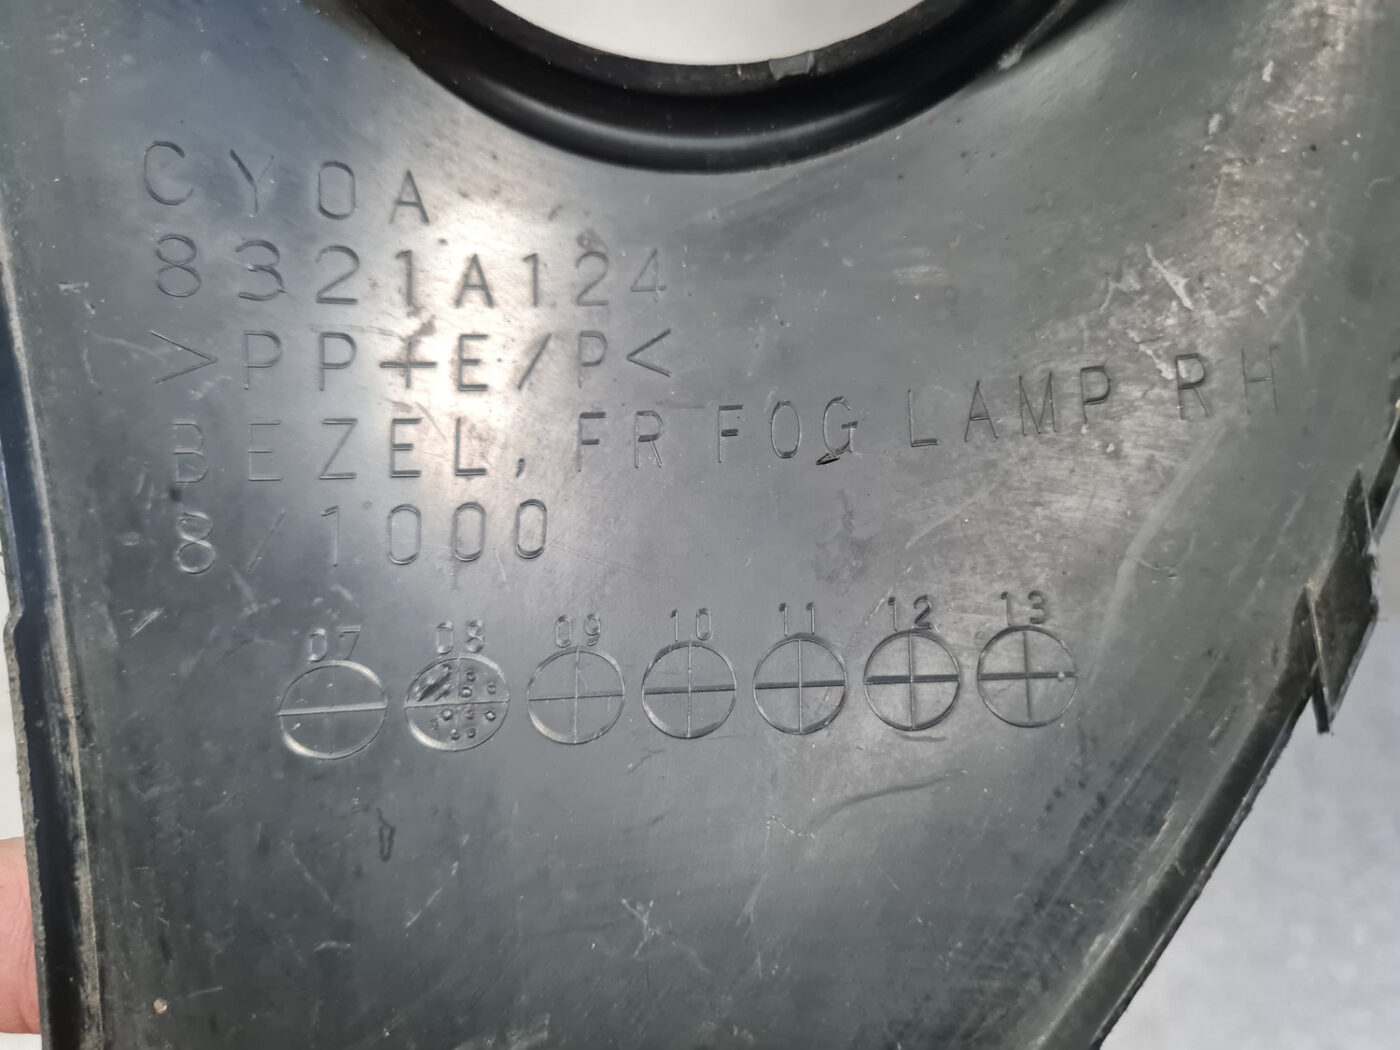 CY0A
8321A124
>PP+E/P<
BEZEL, FR FOG LAMP RH
8/1000
07 08 09 10 11 12 13